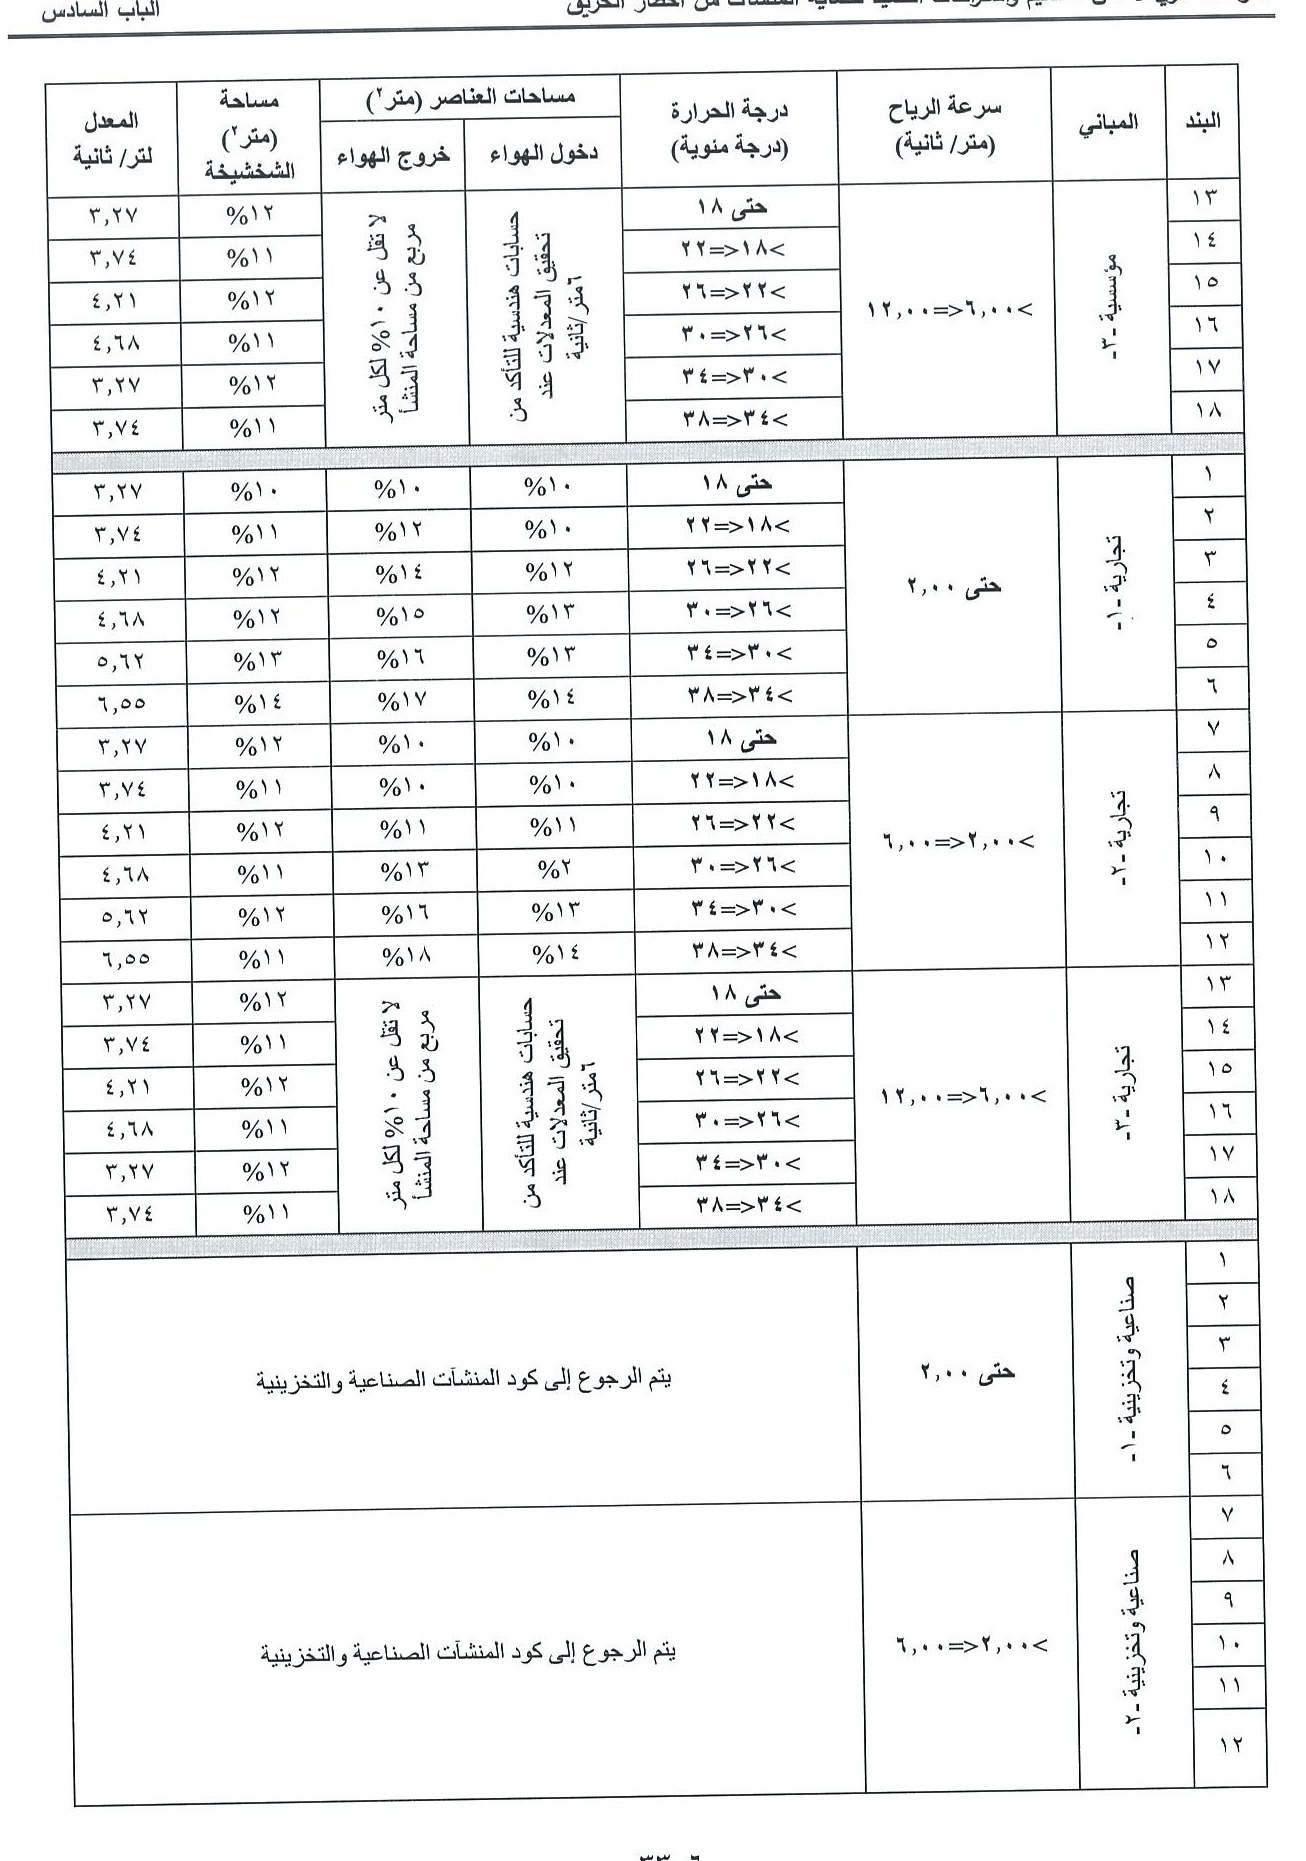 الباب السادس
البند المباني سرعة الرياح (متر/ ثانية) درجة الحرارة (درجة مئوية) مساحات العناصر (متر٢) مساحة (متر٢) الشخشيخة المعدل لتر/ ثانية
دخول الهواء خروج الهواء
مؤسسية -٣-
>٦,٠٠<=١٢,٠٠
حسابات هندسية للتأكد من تحقيق المعدلات عند ٦متر/ثانية
لا تقل عن ١٠% لكل متر مربع من مساحة المنشأ
١٣ حتى ١٨ ١٢% ٣,٢٧
١٤ >١٨<=٢٢ ١١% ٣,٧٤
١٥ >٢٢<=٢٦ ١٢% ٤,٢١
١٦ >٢٦<=٣٠ ١١% ٤,٦٨
١٧ >٣٠<=٣٤ ١٢% ٣,٢٧
١٨ >٣٤<=٣٨ ١١% ٣,٧٤
تجارية -١-
حتى ٢,٠٠
١ حتى ١٨ ١٠% ١٠% ١٠% ٣,٢٧
٢ >١٨<=٢٢ ١٠% ١٢% ١١% ٣,٧٤
٣ >٢٢<=٢٦ ١٢% ١٤% ١٢% ٤,٢١
٤ >٢٦<=٣٠ ١٣% ١٥% ١٢% ٤,٦٨
٥ >٣٠<=٣٤ ١٣% ١٦% ١٣% ٥,٦٢
٦ >٣٤<=٣٨ ١٤% ١٧% ١٤% ٦,٥٥
تجارية -٢-
>٢,٠٠<=٦,٠٠
٧ حتى ١٨ ١٠% ١٠% ١٢% ٣,٢٧
٨ >١٨<=٢٢ ١٠% ١٠% ١١% ٣,٧٤
٩ >٢٢<=٢٦ ١١% ١١% ١٢% ٤,٢١
١٠ >٢٦<=٣٠ ٢% ١٣% ١١% ٤,٦٨
١١ >٣٠<=٣٤ ١٣% ١٦% ١٢% ٥,٦٢
١٢ >٣٤<=٣٨ ١٤% ١٨% ١١% ٦,٥٥
تجارية -٣-
>٦,٠٠<=١٢,٠٠
حسابات هندسية للتأكد من تحقيق المعدلات عند ٦متر/ثانية
لا تقل عن ١٠% لكل متر مربع من مساحة المنشأ
١٣ حتى ١٨ ١٢% ٣,٢٧
١٤ >١٨<=٢٢ ١١% ٣,٧٤
١٥ >٢٢<=٢٦ ١٢% ٤,٢١
١٦ >٢٦<=٣٠ ١١% ٤,٦٨
١٧ >٣٠<=٣٤ ١٢% ٣,٢٧
١٨ >٣٤<=٣٨ ١١% ٣,٧٤
صناعية وتخزينية -١-
حتى ٢,٠٠
يتم الرجوع إلى كود المنشآت الصناعية والتخزينية
١
٢
٣
٤
٥
٦
صناعية وتخزينية -٢-
>٢,٠٠<=٦,٠٠
يتم الرجوع إلى كود المنشآت الصناعية والتخزينية
٧
٨
٩
١٠
١١
١٢